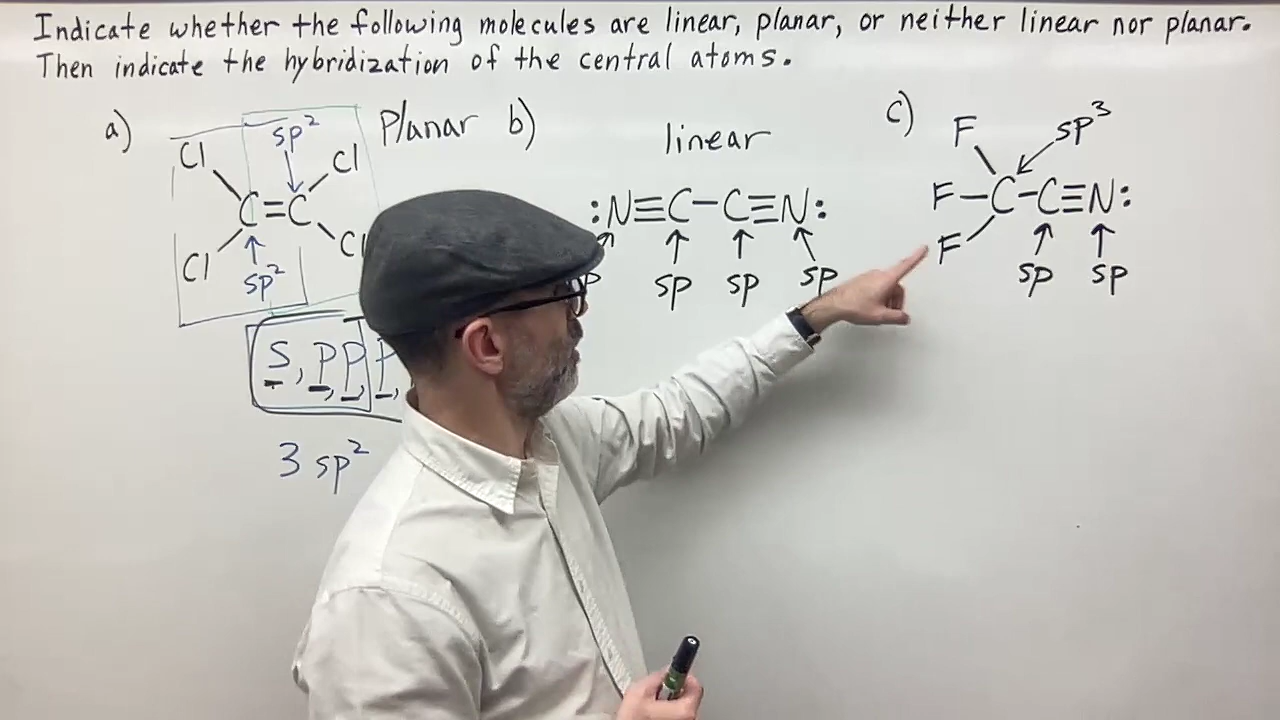 Indicate whether the following molecules are linear, planar, or neither linear nor planar.
Then indicate the hybridization of the central atoms.
a)
Planar
sp²
Cl
Cl
C=C
Cl
Cl
sp²
S, P, P, P,
3 sp²
b)
linear
:N≡C-C≡N:
p sp sp sp
c)
F
sp³
F-C-C≡N:
F
sp sp